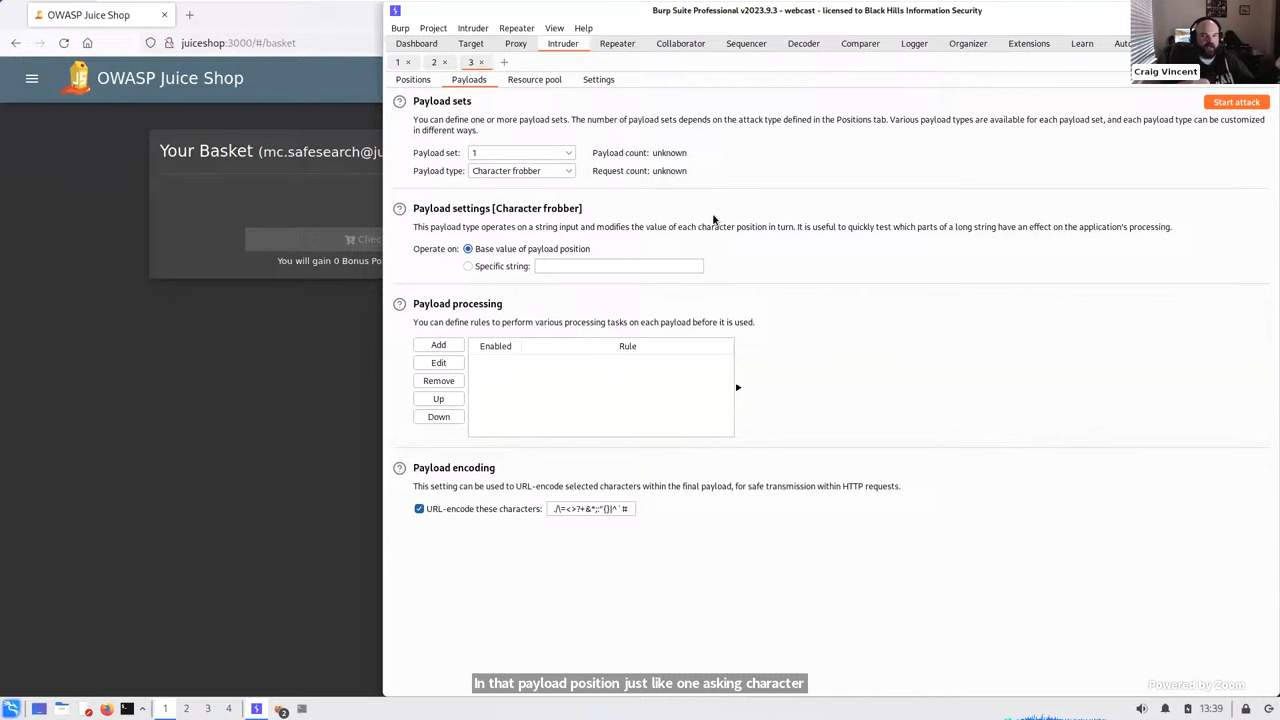 OWASP Juice Shop
Burp Suite Professional v2023.9.3 - webcast - licensed to Black Hills Information Security
juiceshop:3000/#/basket
Burp Project Intruder Repeater View Help
Dashboard Target Proxy Intruder Repeater Collaborator Sequencer Decoder Comparer Logger Organizer Extensions Learn
1 2 3
Positions Payloads Resource pool Settings
Craig Vincent
OWASP Juice Shop
Payload sets
Start attack
You can define one or more payload sets. The number of payload sets depends on the attack type defined in the Positions tab. Various payload types are available for each payload set, and each payload type can be customized
in different ways.
Payload set: 1 Payload count: unknown
Payload type: Character frobber Request count: unknown
Your Basket (mc.safesearch@ju
You will gain 0 Bonus Po
Payload settings [Character frobber]
This payload type operates on a string input and modifies the value of each character position in turn. It is useful to quickly test which parts of a long string have an effect on the application's processing.
Operate on: Base value of payload position
Specific string:
Payload processing
You can define rules to perform various processing tasks on each payload before it is used.
Add
Edit
Remove
Up
Down
Enabled Rule
Payload encoding
This setting can be used to URL-encode selected characters within the final payload, for safe transmission within HTTP requests.
URL-encode these characters: ./\=<>?+&*;:"{}|^`#
In that payload position just like one asking character
Powered by Zoom
1 2 3 4
2
13:39